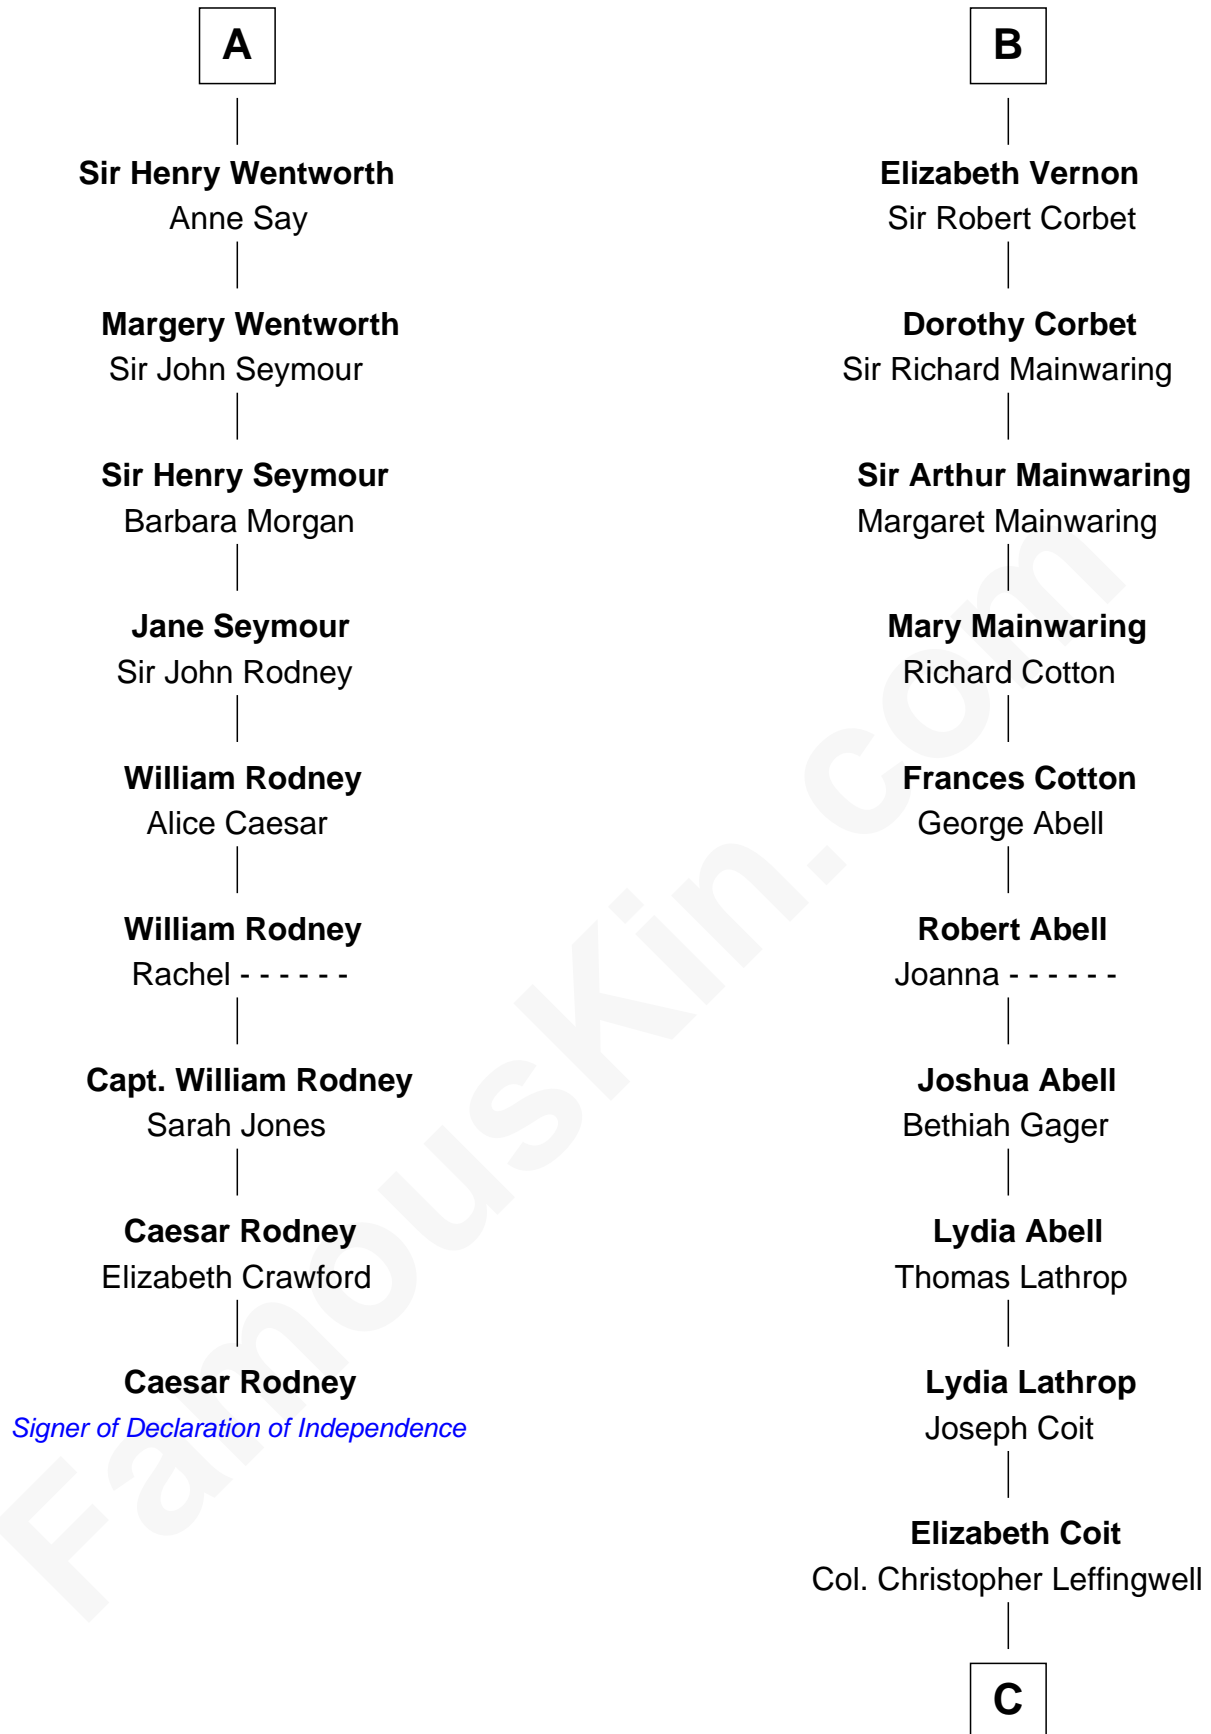 A
Sir Henry Wentworth
Anne Say
Margery Wentworth
Sir John Seymour
Sir Henry Seymour
Barbara Morgan
Jane Seymour
Sir John Rodney
William Rodney
Alice Caesar
William Rodney
Rachel - - - - - -
Capt. William Rodney
Sarah Jones
Caesar Rodney
Elizabeth Crawford
Caesar Rodney
Signer of Declaration of Independence
B
Elizabeth Vernon
Sir Robert Corbet
Dorothy Corbet
Sir Richard Mainwaring
Sir Arthur Mainwaring
Margaret Mainwaring
Mary Mainwaring
Richard Cotton
Frances Cotton
George Abell
Robert Abell
Joanna - - - - - -
Joshua Abell
Bethiah Gager
Lydia Abell
Thomas Lathrop
Lydia Lathrop
Joseph Coit
Elizabeth Coit
Col. Christopher Leffingwell
C
FamousKin.com